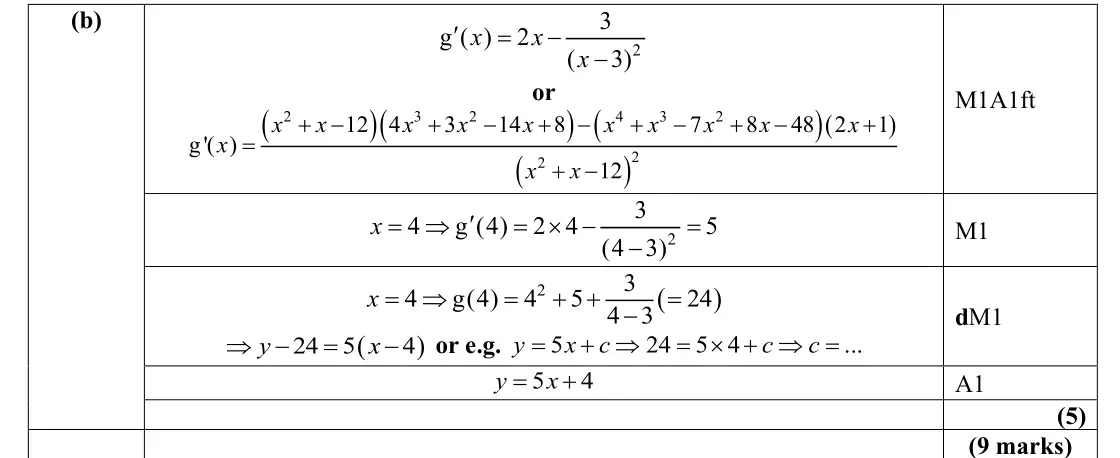 (b)
g′(x) = 2x − 3/(x − 3)²
or
g'(x) = ((x² + x − 12)(4x³ + 3x² − 14x + 8) − (x⁴ + x³ − 7x² + 8x − 48)(2x + 1))/(x² + x − 12)²
M1A1ft
x = 4 ⇒ g′(4) = 2 × 4 − 3/(4 − 3)² = 5
M1
x = 4 ⇒ g(4) = 4² + 5 + 3/(4 − 3) (= 24)
⇒ y − 24 = 5(x − 4) or e.g. y = 5x + c ⇒ 24 = 5 × 4 + c ⇒ c = ...
dM1
y = 5x + 4
A1
(5)
(9 marks)